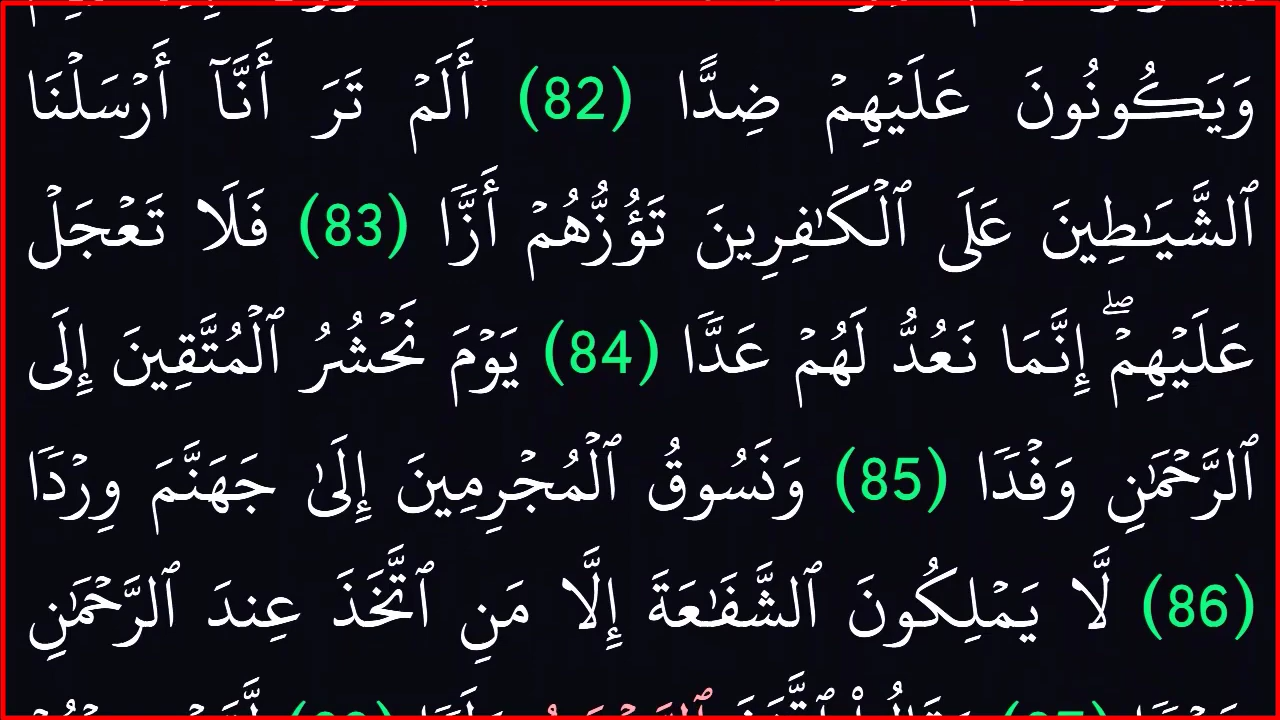 وَيَكُونُونَ عَلَيْهِمْ ضِدًّا (82) أَلَمْ تَرَ أَنَّآ أَرْسَلْنَا
ٱلشَّيَـٰطِينَ عَلَى ٱلْكَـٰفِرِينَ تَؤُزُّهُمْ أَزًّا (83) فَلَا تَعْجَلْ
عَلَيْهِمْ ۖ إِنَّمَا نَعُدُّ لَهُمْ عَدًّا (84) يَوْمَ نَحْشُرُ ٱلْمُتَّقِينَ إِلَى
ٱلرَّحْمَـٰنِ وَفْدًا (85) وَنَسُوقُ ٱلْمُجْرِمِينَ إِلَىٰ جَهَنَّمَ وِرْدًا
(86) لَّا يَمْلِكُونَ ٱلشَّفَـٰعَةَ إِلَّا مَنِ ٱتَّخَذَ عِندَ ٱلرَّحْمَـٰنِ